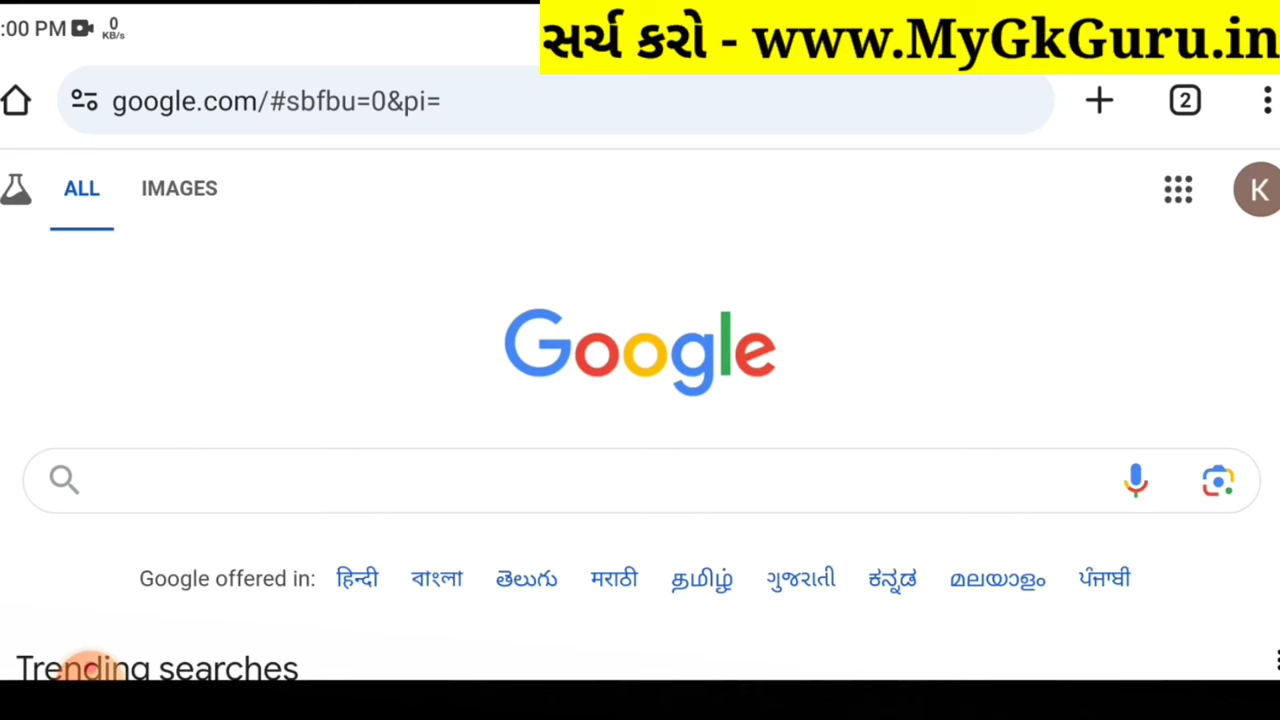 :00 PM 0 KB/s
સર્ચ કરો - www.MyGkGuru.in
google.com/#sbfbu=0&pi=
2
ALL IMAGES
K
Google
Google offered in: हिन्दी বাংলা తెలుగు मराठी தமிழ் ગુજરાતી ಕನ್ನಡ മലയാളം ਪੰਜਾਬੀ
Trending searches